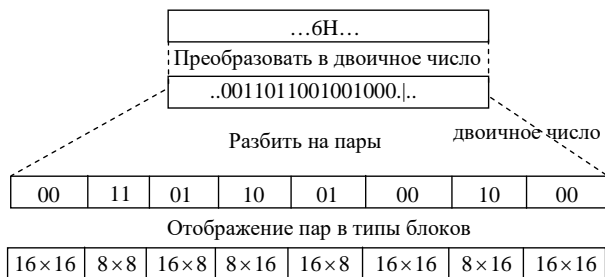 ...6H...
Преобразовать в двоичное число
..0011011001001000.|..
Разбить на пары
двоичное число
00 11 01 10 01 00 10 00
Отображение пар в типы блоков
16×16 8×8 16×8 8×16 16×8 16×16 8×16 16×16